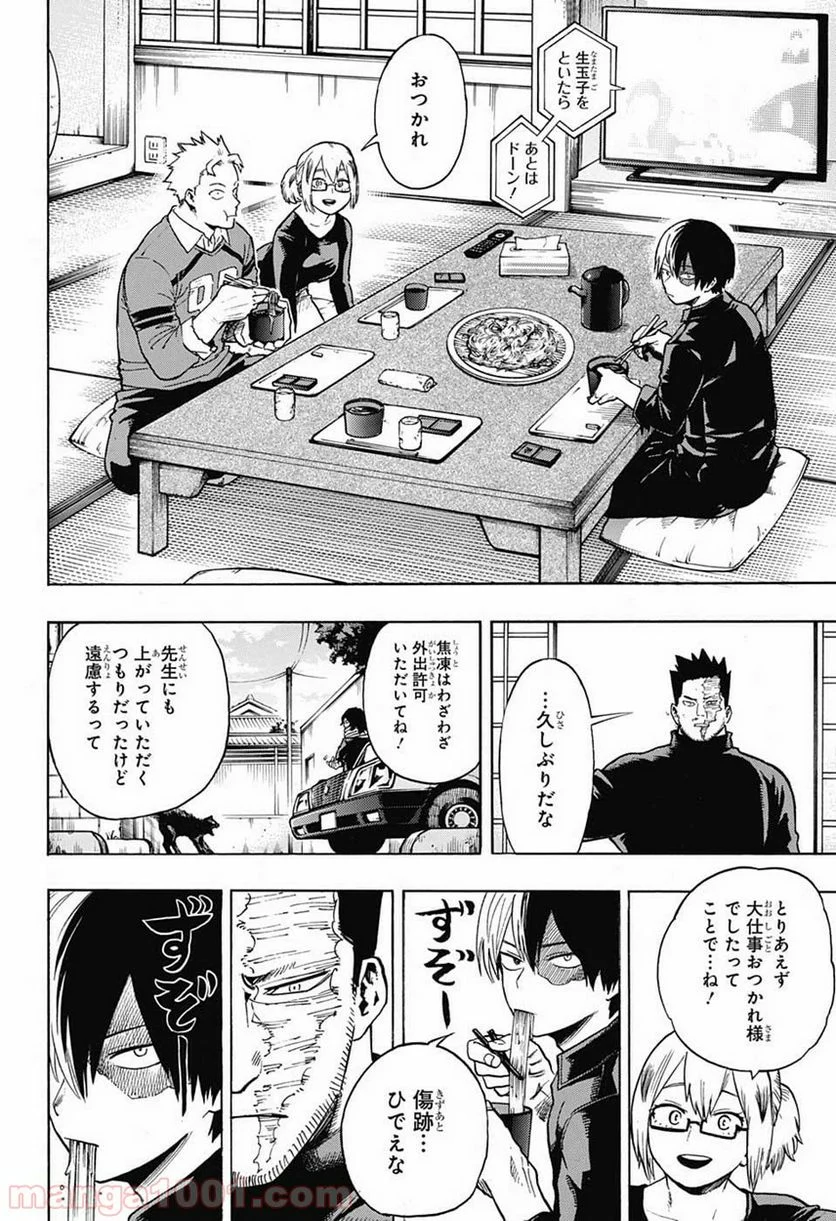 生玉子を
といたら
あとは
ドーン！
おつかれ
…久しぶりだな
焦凍はわざわざ
外出許可
いただいてね！
先生にも
上がっていただく
つもりだったけど
遠慮するって
とりあえず
大仕事おつかれ様
でしたって
ことで…ね！
ずぞー
傷跡…
ひでえな
ずぞー
manga1001.com